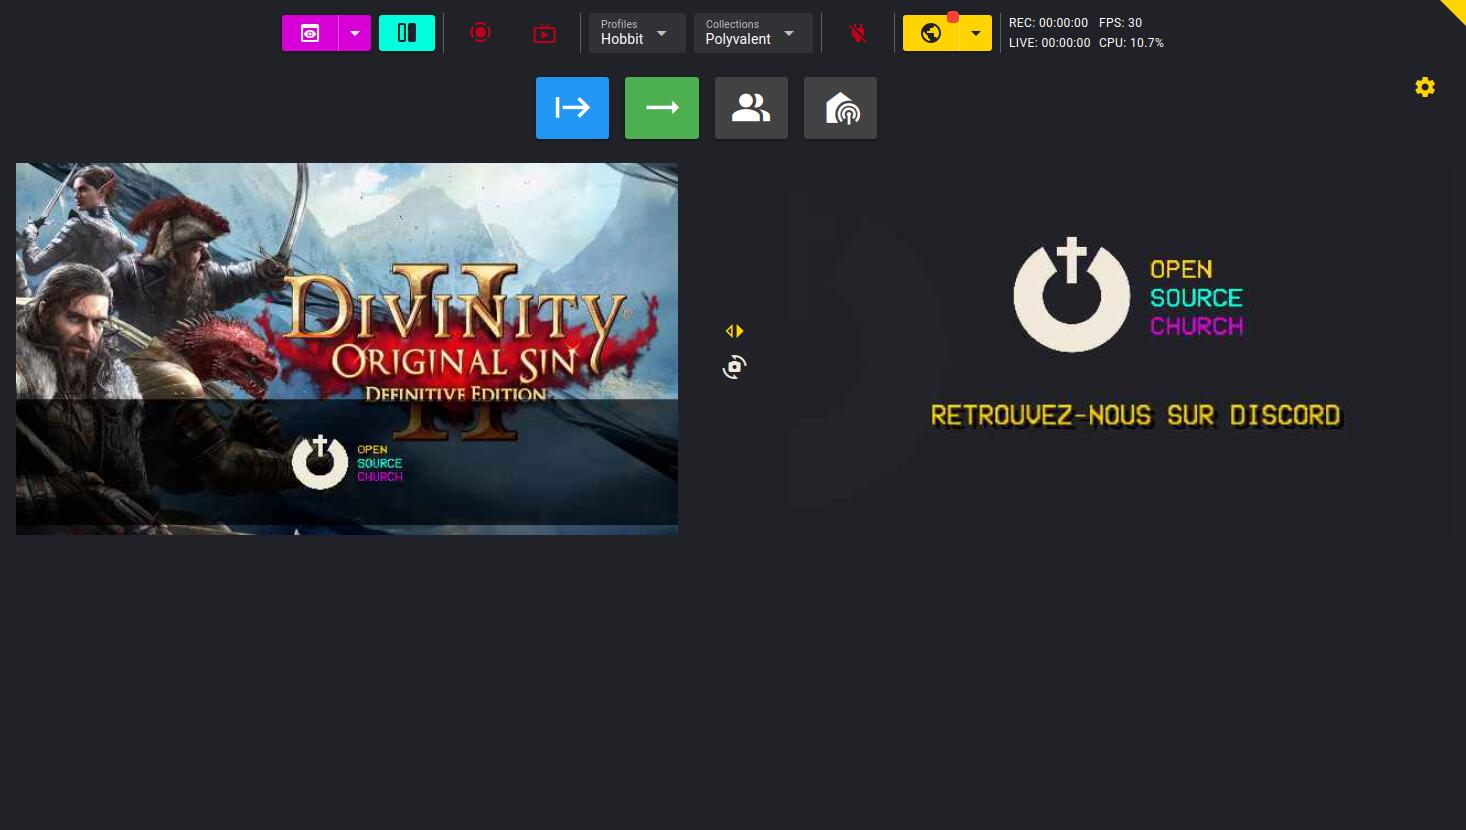 Profiles
Hobbit
Collections
Polyvalent
REC: 00:00:00 FPS: 30
LIVE: 00:00:00 CPU: 10.7%
DIVINITY
II
ORIGINAL SIN
DEFINITIVE EDITION
OPEN
SOURCE
CHURCH
OPEN
SOURCE
CHURCH
RETROUVEZ-NOUS SUR DISCORD